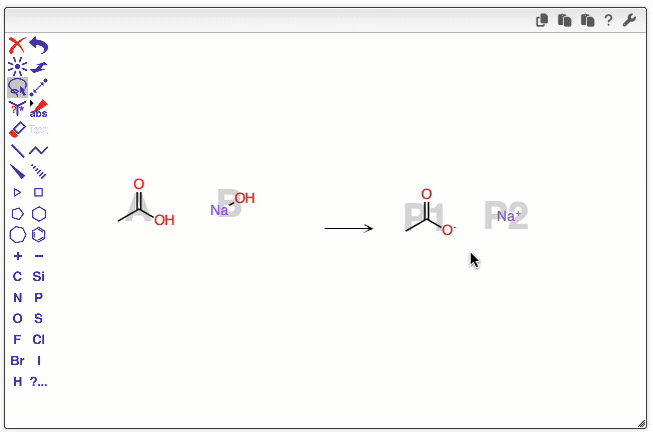 ?
?* abs
Text
A
O
OH
B
Na
OH
P1
O
O-
P2
Na+
+ −
C Si
N P
O S
F Cl
Br I
H ?...